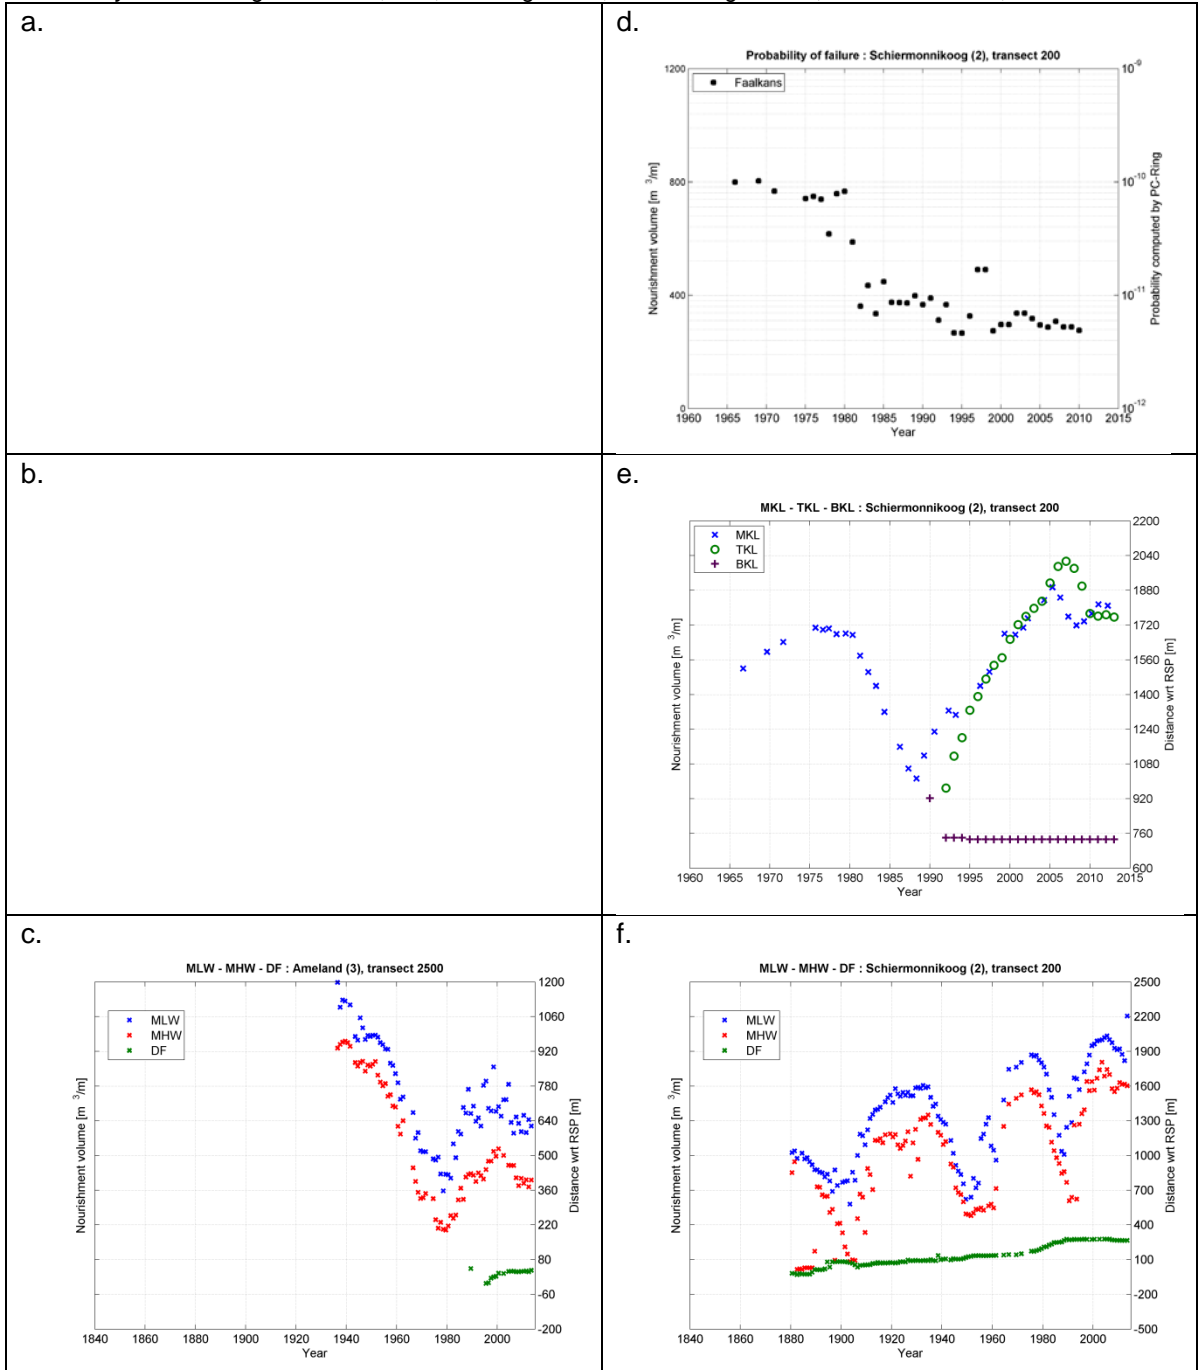 a.
d.
Probability of failure : Schiermonnikoog (2), transect 200
Faalkans
1200
800
400
0
Nourishment volume [m ³/m]
10⁻⁹
10⁻¹⁰
10⁻¹¹
10⁻¹²
Probability computed by PC-Ring
1960 1965 1970 1975 1980 1985 1990 1995 2000 2005 2010 2015
Year
b.
e.
MKL - TKL - BKL : Schiermonnikoog (2), transect 200
MKL
TKL
BKL
Nourishment volume [m ³/m]
2200
2040
1880
1720
1560
1400
1240
1080
920
760
600
Distance wrt RSP [m]
1960 1965 1970 1975 1980 1985 1990 1995 2000 2005 2010 2015
Year
c.
MLW - MHW - DF : Ameland (3), transect 2500
MLW
MHW
DF
Nourishment volume [m ³/m]
1200
1060
920
780
640
500
360
220
80
-60
-200
Distance wrt RSP [m]
1840 1860 1880 1900 1920 1940 1960 1980 2000
Year
f.
MLW - MHW - DF : Schiermonnikoog (2), transect 200
MLW
MHW
DF
Nourishment volume [m ³/m]
2500
2200
1900
1600
1300
1000
700
400
100
-200
-500
Distance wrt RSP [m]
1840 1860 1880 1900 1920 1940 1960 1980 2000
Year